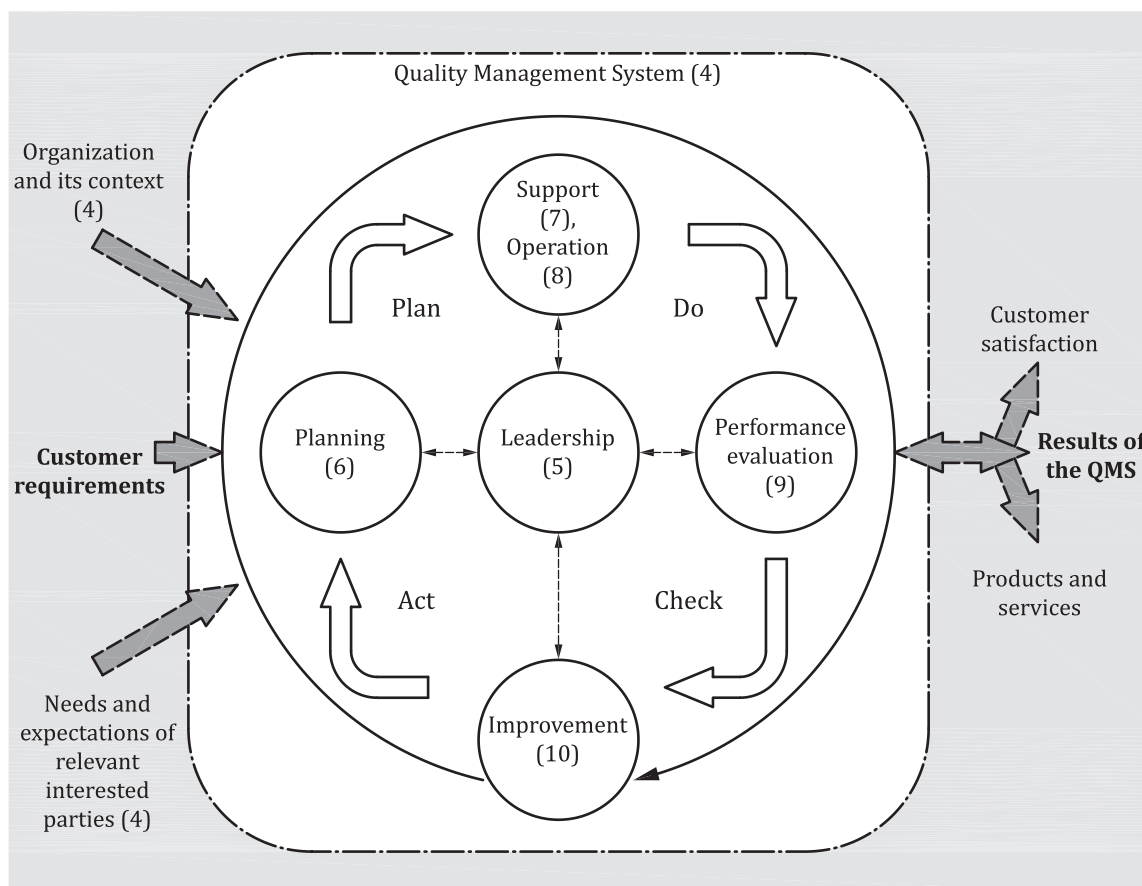 Quality Management System (4)
Organization
and its context
(4)
Support
(7),
Operation
(8)
Plan
Do
Customer
satisfaction
Planning
(6)
Leadership
(5)
Performance
evaluation
(9)
Customer
requirements
Results of
the QMS
Act
Check
Products and
services
Improvement
(10)
Needs and
expectations of
relevant
interested
parties (4)